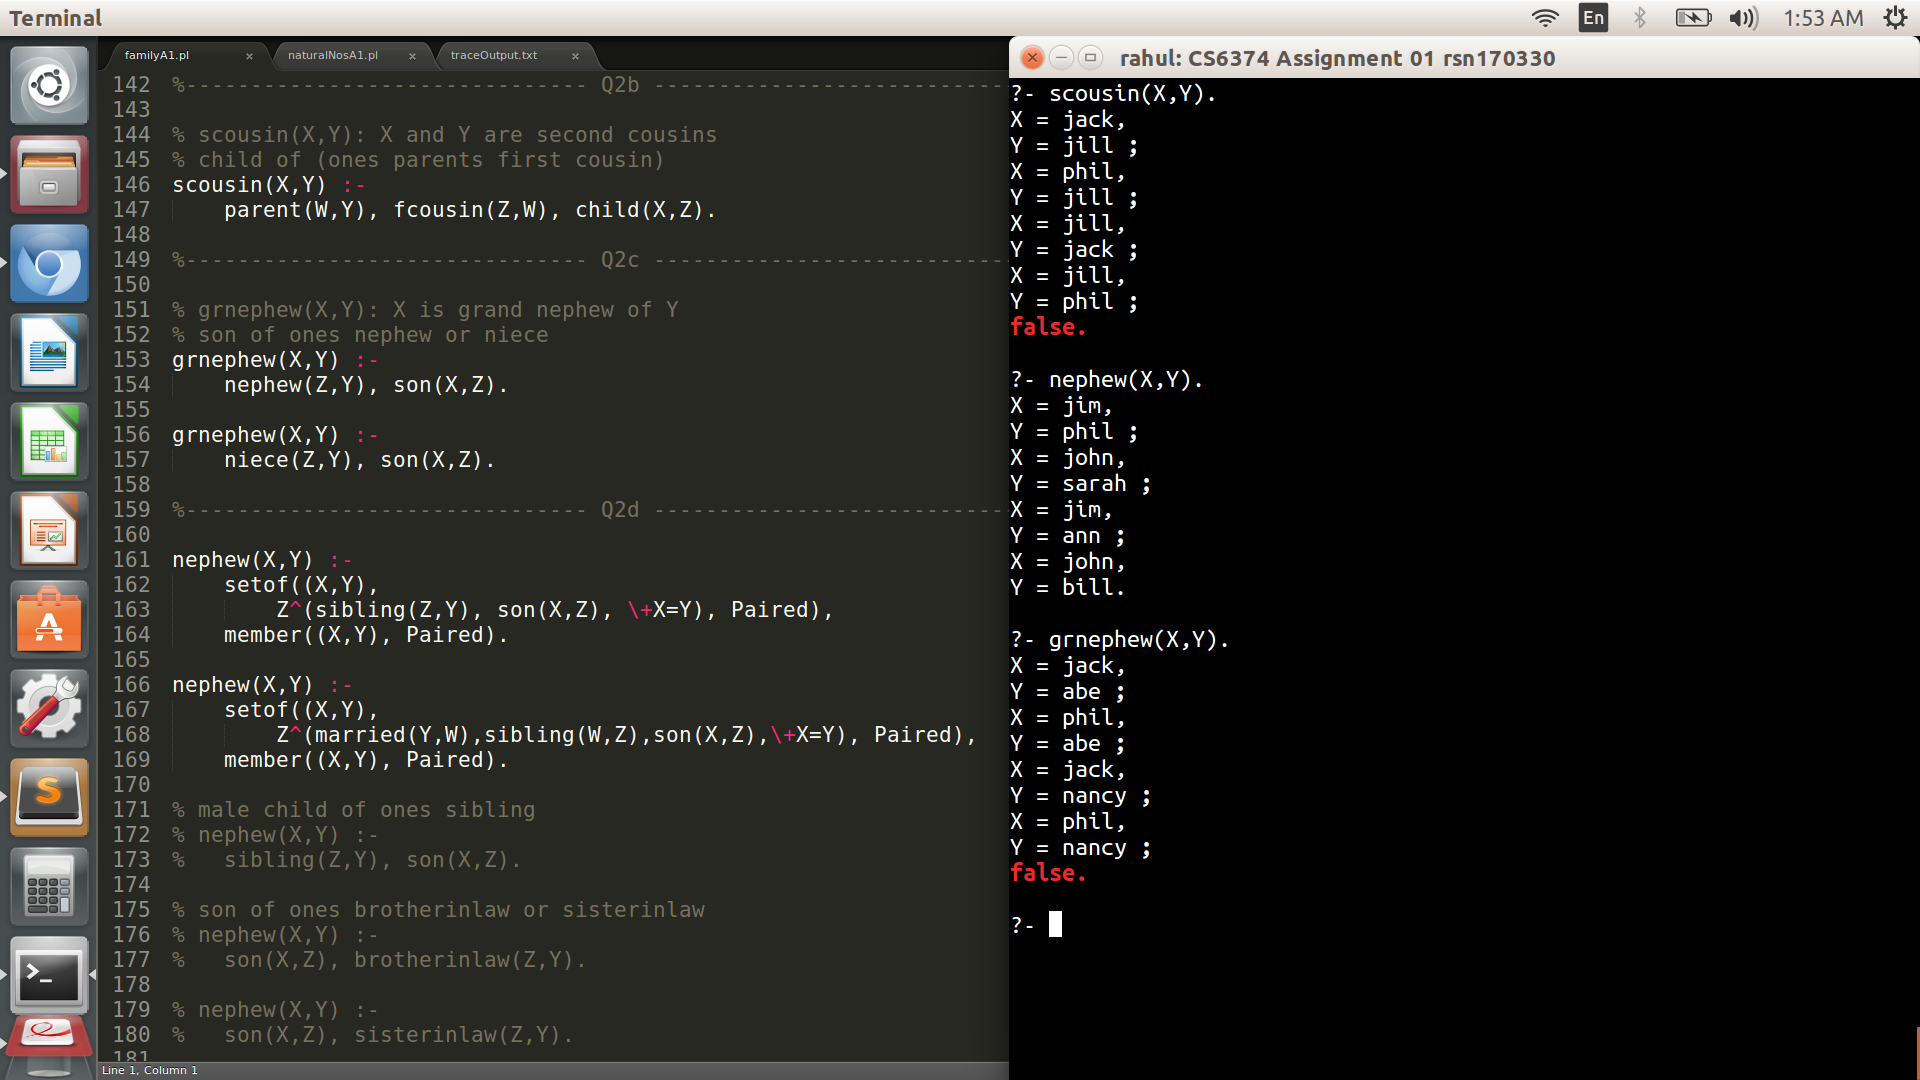 Terminal
En
1:53 AM
familyA1.pl × naturalNosA1.pl × traceOutput.txt ×
142 %------------------------------- Q2b ---------------------------
143
144 % scousin(X,Y): X and Y are second cousins
145 % child of (ones parents first cousin)
146 scousin(X,Y) :-
147     parent(W,Y), fcousin(Z,W), child(X,Z).
148
149 %------------------------------- Q2c ---------------------------
150
151 % grnephew(X,Y): X is grand nephew of Y
152 % son of ones nephew or niece
153 grnephew(X,Y) :-
154     nephew(Z,Y), son(X,Z).
155
156 grnephew(X,Y) :-
157     niece(Z,Y), son(X,Z).
158
159 %------------------------------- Q2d ---------------------------
160
161 nephew(X,Y) :-
162     setof((X,Y),
163         Z^(sibling(Z,Y), son(X,Z), \+X=Y), Paired),
164     member((X,Y), Paired).
165
166 nephew(X,Y) :-
167     setof((X,Y),
168         Z^(married(Y,W),sibling(W,Z),son(X,Z),\+X=Y), Paired),
169     member((X,Y), Paired).
170
171 % male child of ones sibling
172 % nephew(X,Y) :-
173 %   sibling(Z,Y), son(X,Z).
174
175 % son of ones brotherinlaw or sisterinlaw
176 % nephew(X,Y) :-
177 %   son(X,Z), brotherinlaw(Z,Y).
178
179 % nephew(X,Y) :-
180 %   son(X,Z), sisterinlaw(Z,Y).
181
Line 1, Column 1
rahul: CS6374 Assignment 01 rsn170330
?- scousin(X,Y).
X = jack,
Y = jill ;
X = phil,
Y = jill ;
X = jill,
Y = jack ;
X = jill,
Y = phil ;
false.
?- nephew(X,Y).
X = jim,
Y = phil ;
X = john,
Y = sarah ;
X = jim,
Y = ann ;
X = john,
Y = bill.
?- grnephew(X,Y).
X = jack,
Y = abe ;
X = phil,
Y = abe ;
X = jack,
Y = nancy ;
X = phil,
Y = nancy ;
false.
?-